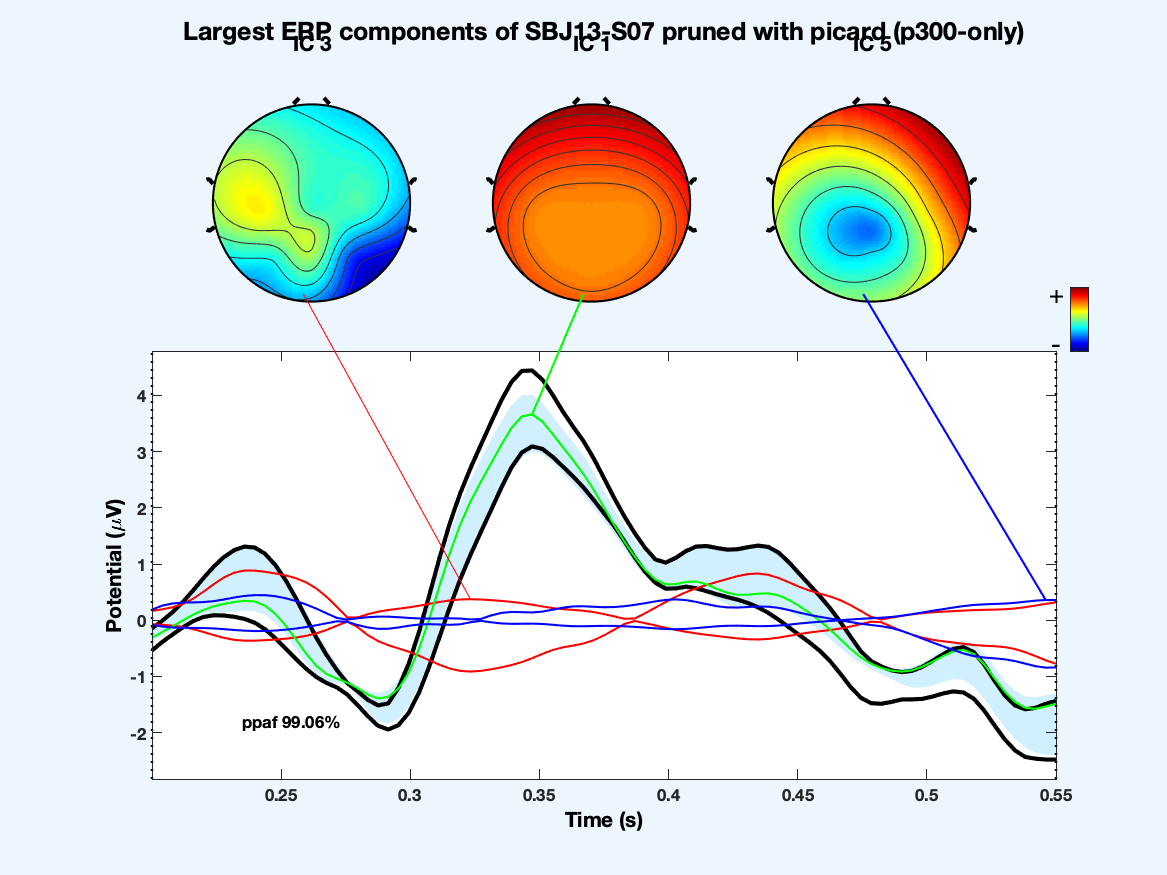 Largest ERP components of SBJ13-S07 pruned with picard (p300-only)
IC 3
IC 1
IC 5
+
-
4
3
2
1
0
-1
-2
Potential (μV)
ppaf 99.06%
0.25
0.3
0.35
0.4
0.45
0.5
0.55
Time (s)